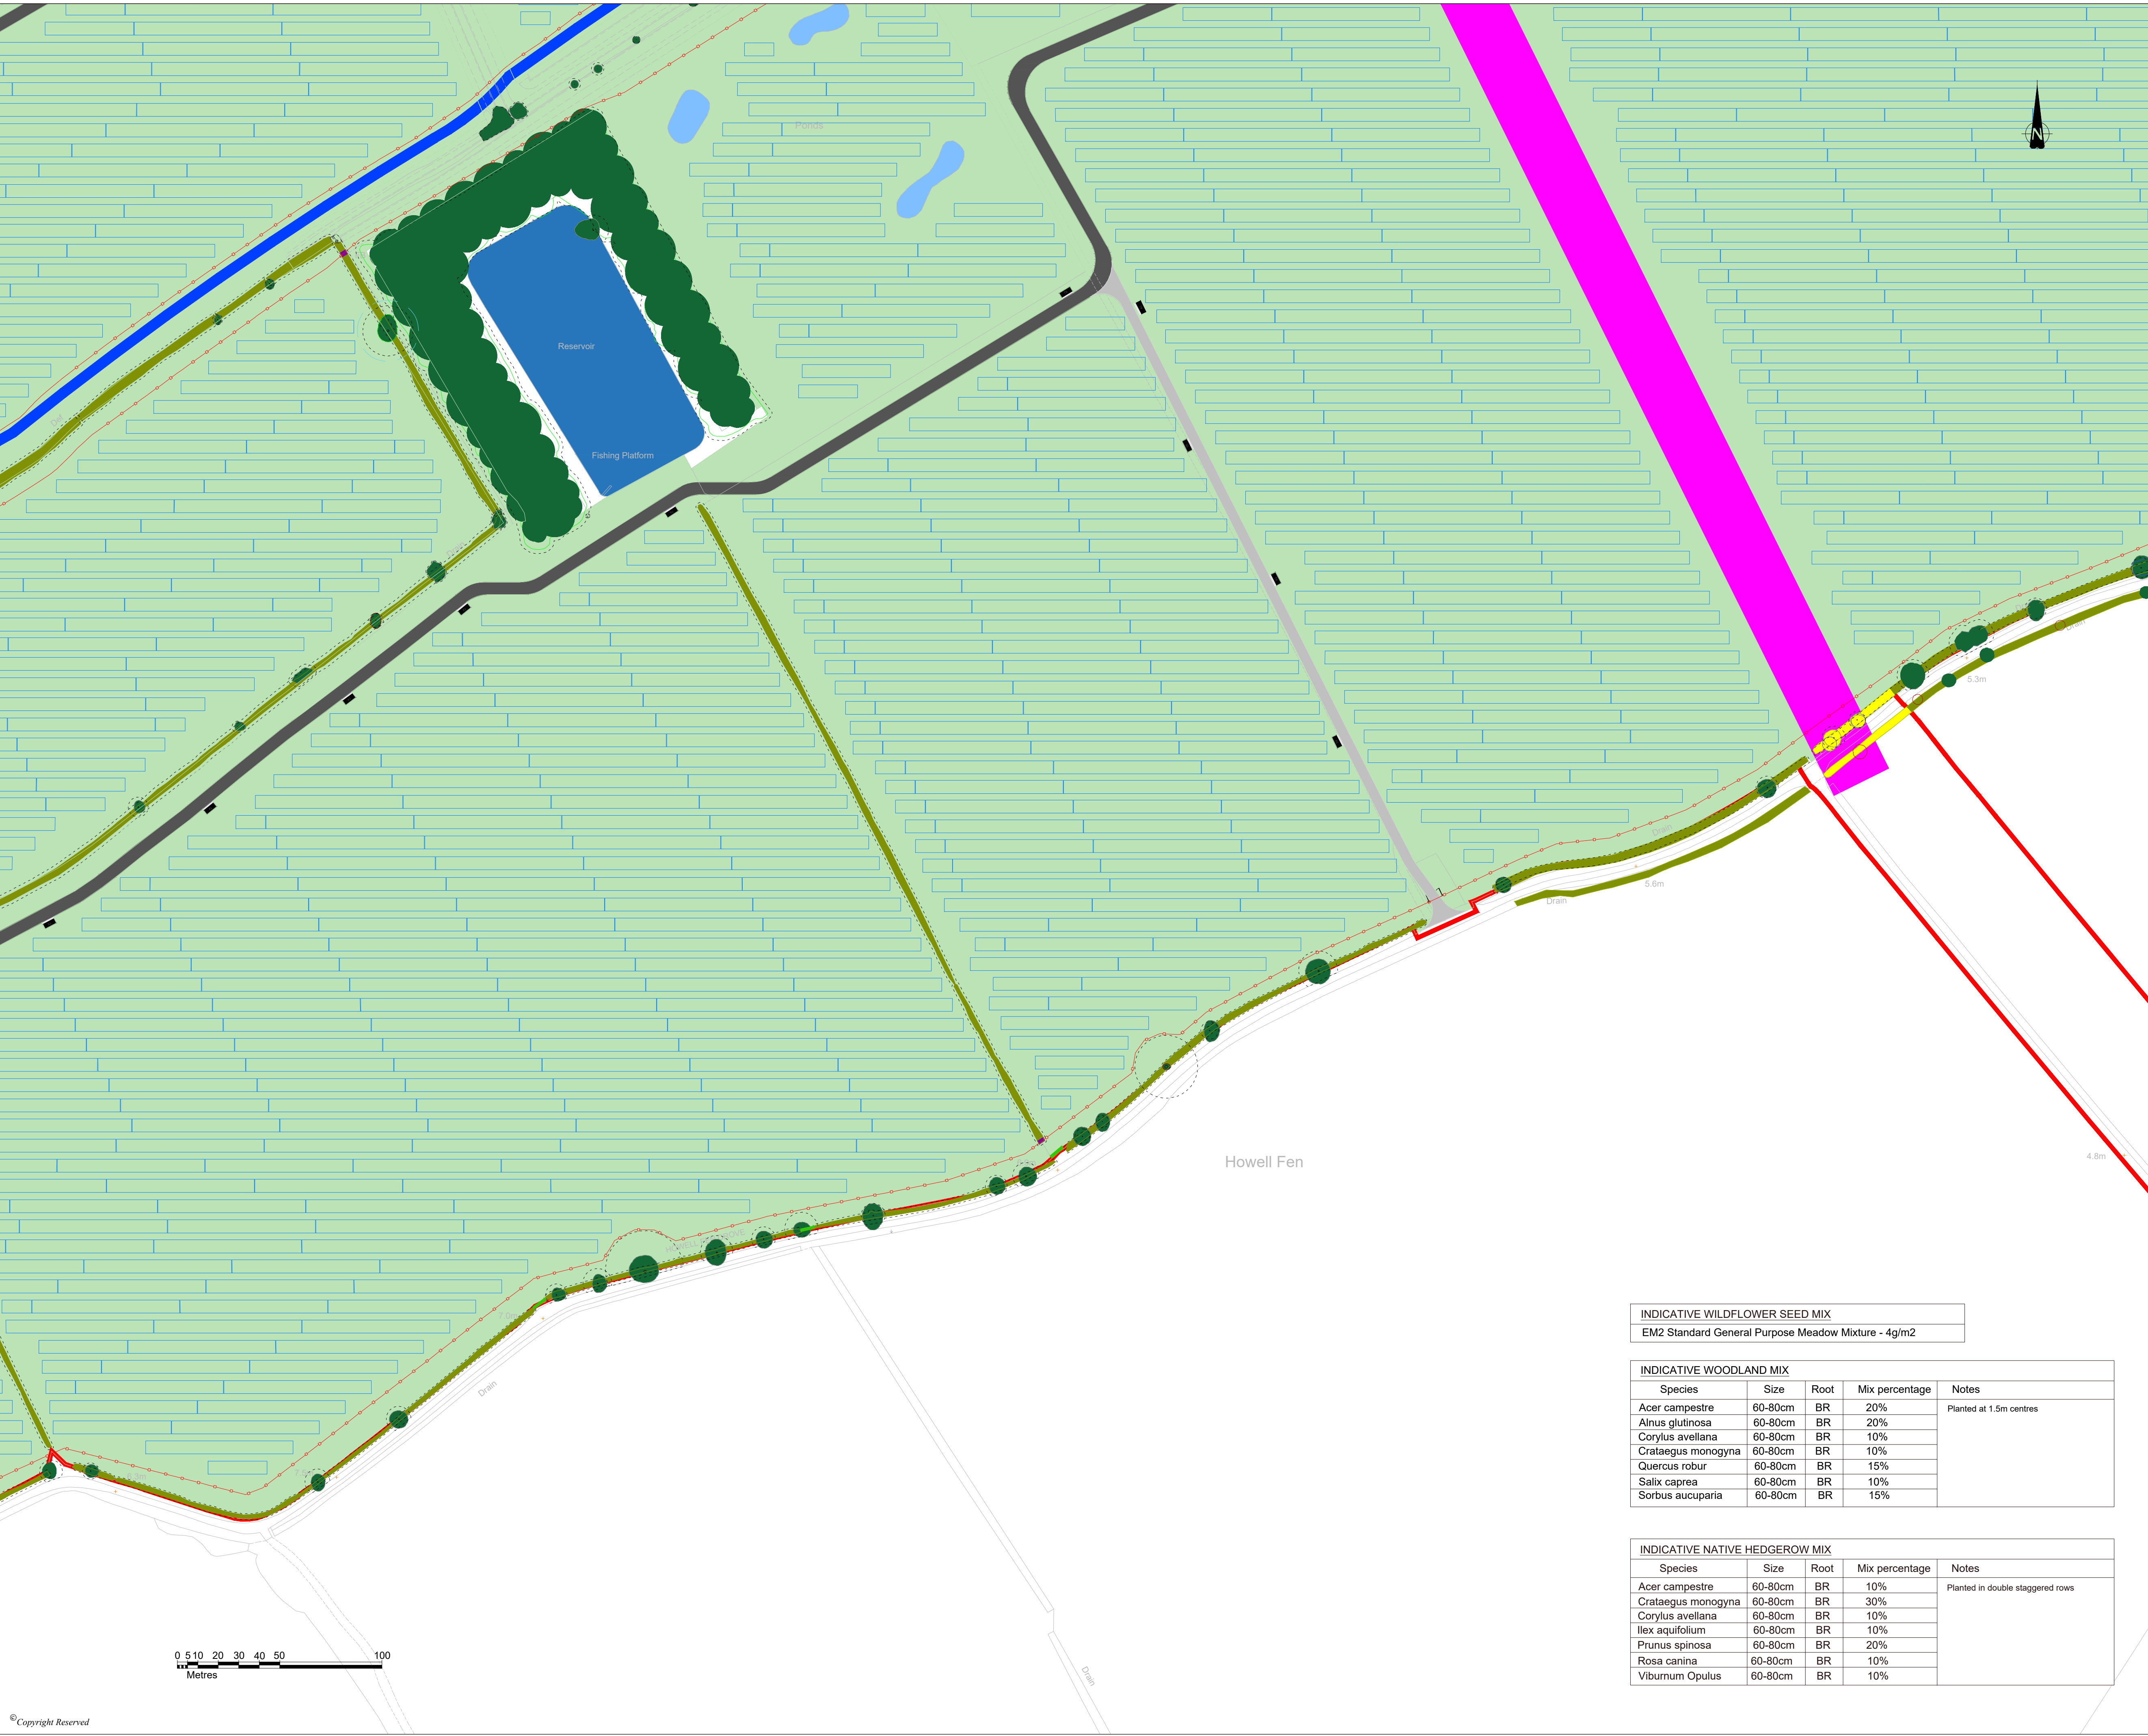 Ponds
N
Reservoir
Fishing Platform
Drain
5.3m
Drain
5.6m
Drain
4.8m
Howell Fen
Drain
Drain
INDICATIVE WILDFLOWER SEED MIX
EM2 Standard General Purpose Meadow Mixture - 4g/m2
INDICATIVE WOODLAND MIX
Species Size Root Mix percentage Notes
Acer campestre 60-80cm BR 20% Planted at 1.5m centres
Alnus glutinosa 60-80cm BR 20%
Corylus avellana 60-80cm BR 10%
Crataegus monogyna 60-80cm BR 10%
Quercus robur 60-80cm BR 15%
Salix caprea 60-80cm BR 10%
Sorbus aucuparia 60-80cm BR 15%
INDICATIVE NATIVE HEDGEROW MIX
Species Size Root Mix percentage Notes
Acer campestre 60-80cm BR 10% Planted in double staggered rows
Crataegus monogyna 60-80cm BR 30%
Corylus avellana 60-80cm BR 10%
Ilex aquifolium 60-80cm BR 10%
Prunus spinosa 60-80cm BR 20%
Rosa canina 60-80cm BR 10%
Viburnum Opulus 60-80cm BR 10%
0 5 10 20 30 40 50 100
Metres
©Copyright Reserved